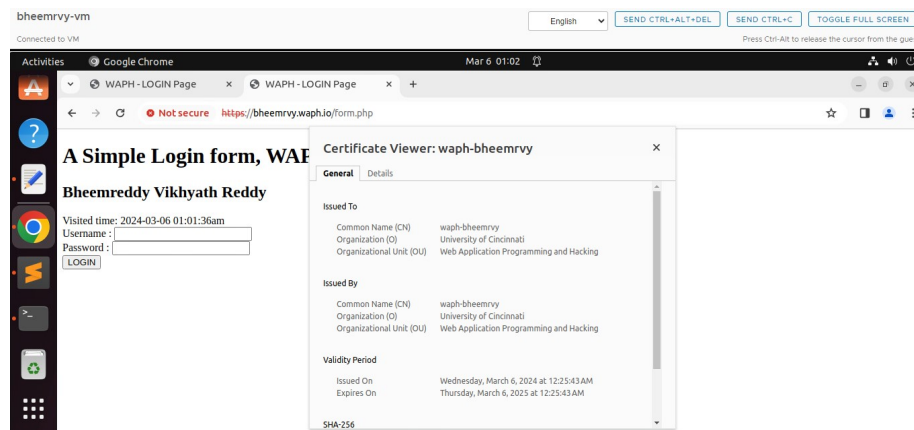 bheemrvy-vm
English
SEND CTRL+ALT+DEL
SEND CTRL+C
TOGGLE FULL SCREEN
Connected to VM
Press Ctrl-Alt to release the cursor from the gue
Activities Google Chrome Mar 6 01:02
WAPH - LOGIN Page × WAPH - LOGIN Page × +
Not secure https://bheemrvy.waph.io/form.php
A Simple Login form, WAP
Bheemreddy Vikhyath Reddy
Visited time: 2024-03-06 01:01:36am
Username :
Password :
LOGIN
Certificate Viewer: waph-bheemrvy ×
General Details
Issued To
Common Name (CN) waph-bheemrvy
Organization (O) University of Cincinnati
Organizational Unit (OU) Web Application Programming and Hacking
Issued By
Common Name (CN) waph-bheemrvy
Organization (O) University of Cincinnati
Organizational Unit (OU) Web Application Programming and Hacking
Validity Period
Issued On Wednesday, March 6, 2024 at 12:25:43 AM
Expires On Thursday, March 6, 2025 at 12:25:43 AM
SHA-256